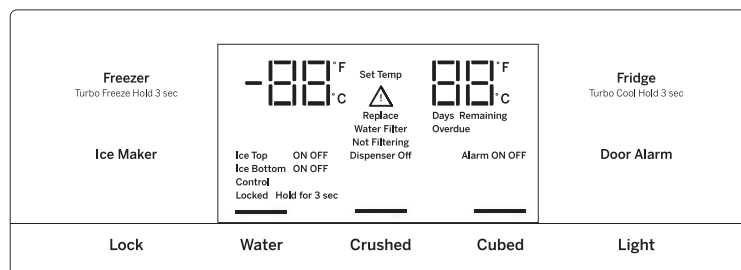 Freezer
Turbo Freeze Hold 3 sec
Ice Maker
-88 °F °C
Set Temp
Replace
Water Filter
Not Filtering
Dispenser Off
88 °F °C
Days Remaining
Overdue
Ice Top ON OFF
Ice Bottom ON OFF
Control
Locked Hold for 3 sec
Alarm ON OFF
Fridge
Turbo Cool Hold 3 sec
Door Alarm
Lock Water Crushed Cubed Light